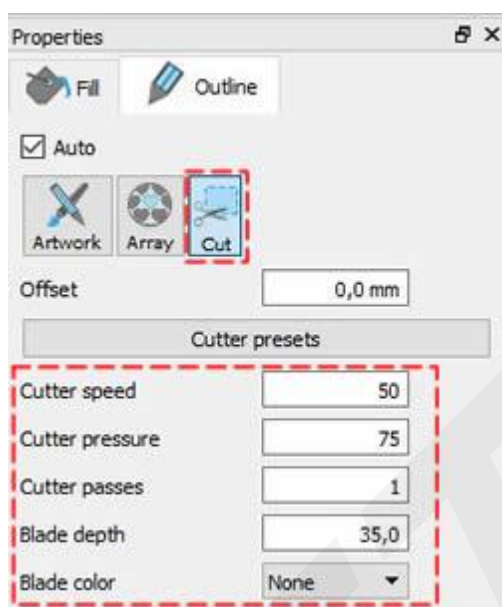 Properties
Fill Outline
Auto
Artwork Array Cut
Offset 0,0 mm
Cutter presets
Cutter speed 50
Cutter pressure 75
Cutter passes 1
Blade depth 35,0
Blade color None